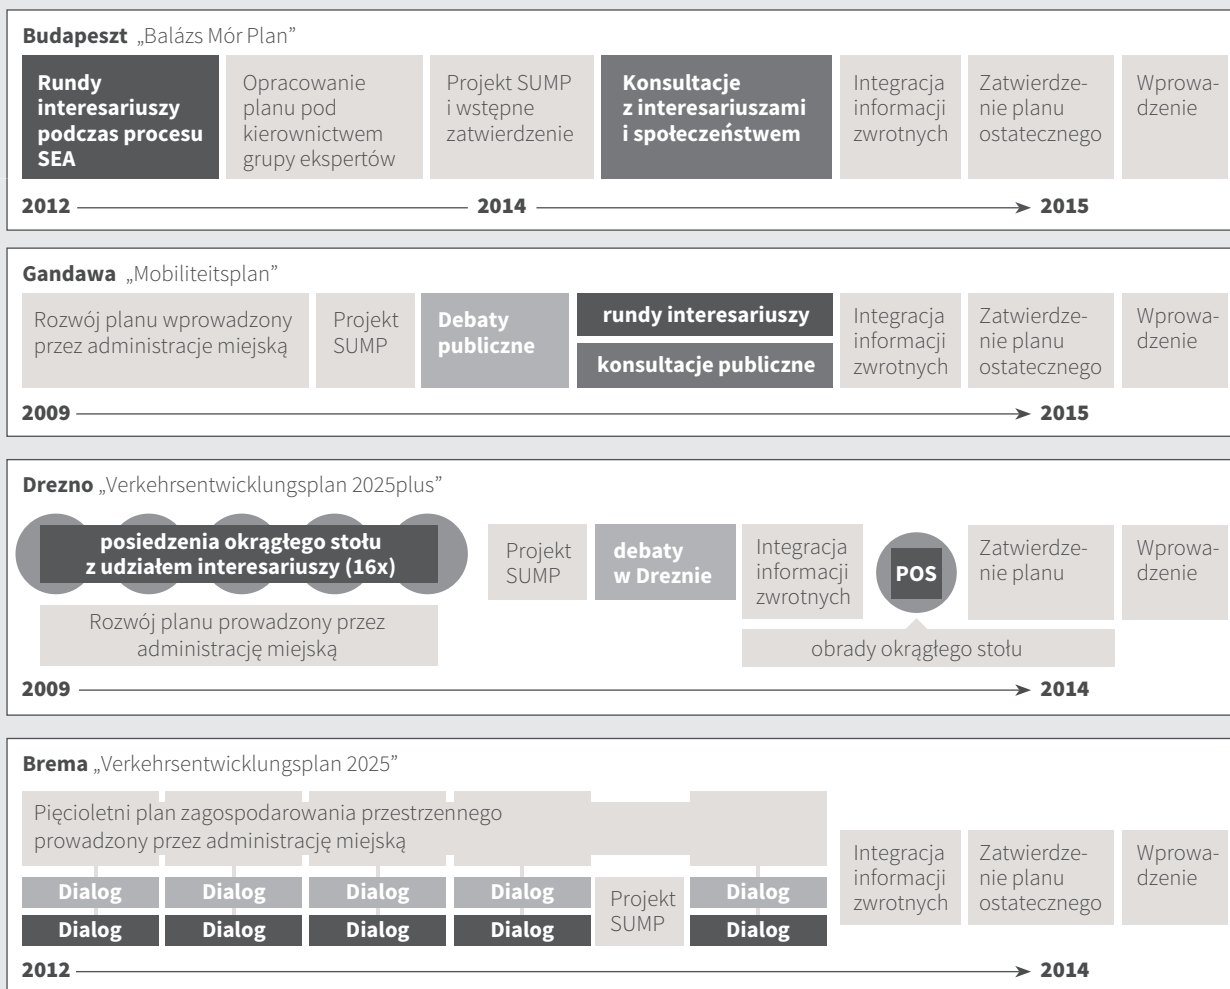 Budapeszt „Balázs Mór Plan”
Rundy
interesariuszy
podczas procesu
SEA
Opracowanie
planu pod
kierownictwem
grupy ekspertów
Projekt SUMP
i wstępne
zatwierdzenie
Konsultacje
z interesariuszami
i społeczeństwem
Integracja
informacji
zwrotnych
Zatwierdze-
nie planu
ostatecznego
Wprowa-
dzenie
2012 2014 2015
Gandawa „Mobiliteitsplan”
Rozwój planu wprowadzony
przez administracje miejską
Projekt
SUMP
Debaty
publiczne
rundy interesariuszy
konsultacje publiczne
Integracja
informacji
zwrotnych
Zatwierdze-
nie planu
ostatecznego
Wprowa-
dzenie
2009 2015
Drezno „Verkehrsentwicklungsplan 2025plus”
posiedzenia okrągłego stołu
z udziałem interesariuszy (16x)
Rozwój planu prowadzony przez
administrację miejską
Projekt
SUMP
debaty
w Dreznie
Integracja
informacji
zwrotnych
POS
obrady okrągłego stołu
Zatwierdze-
nie planu
Wprowa-
dzenie
2009 2014
Brema „Verkehrsentwicklungsplan 2025”
Pięcioletni plan zagospodarowania przestrzennego
prowadzony przez administrację miejską
Dialog Dialog Dialog Dialog Dialog
Dialog Dialog Dialog Dialog Dialog
Projekt
SUMP
Integracja
informacji
zwrotnych
Zatwierdze-
nie planu
ostatecznego
Wprowa-
dzenie
2012 2014